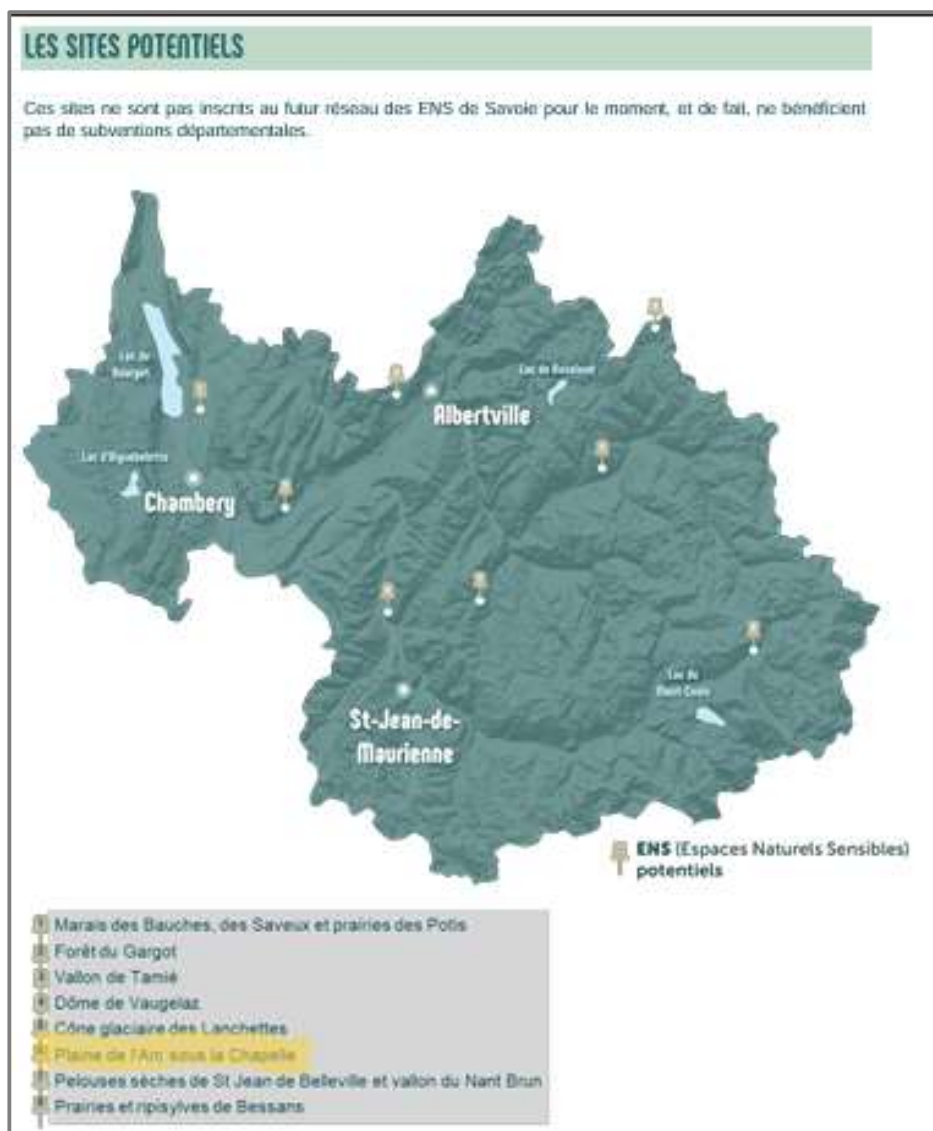 LES SITES POTENTIELS
Ces sites ne sont pas inscrits au futur réseau des ENS de Savoie pour le moment, et de fait, ne bénéficient
pas de subventions départementales.
Lac du
Bourget
Lac de Roselend
Albertville
Lac d'Aiguebelette
Chambery
Lac du
Mont Cenis
St-Jean-de-
Maurienne
ENS (Espaces Naturels Sensibles)
potentiels
Marais des Bauches, des Saveux et prairies des Potis
Forêt du Gargot
Vallon de Tamié
Dôme de Vaugelaz
Cône glaciaire des Lanchettes
Plaine de l'Arc sous la Chapelle
Pelouses sèches de St Jean de Belleville et vallon du Nant Brun
Prairies et ripisylves de Bessans